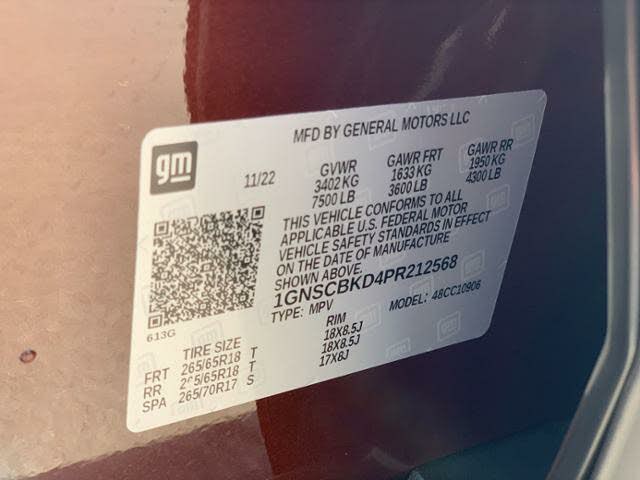 MFD BY GENERAL MOTORS LLC
gm
11/22
GVWR GAWR FRT GAWR RR
3402 KG 1633 KG 1950 KG
7500 LB 3600 LB 4300 LB
THIS VEHICLE CONFORMS TO ALL
APPLICABLE U.S. FEDERAL MOTOR
VEHICLE SAFETY STANDARDS IN EFFECT
ON THE DATE OF MANUFACTURE
SHOWN ABOVE.
1GNSCBKD4PR212568
TYPE: MPV MODEL: 48CC10906
613G
TIRE SIZE RIM
FRT 265/65R18 T 18X8.5J
RR 265/65R18 T 18X8.5J
SPA 265/70R17 S 17X8J